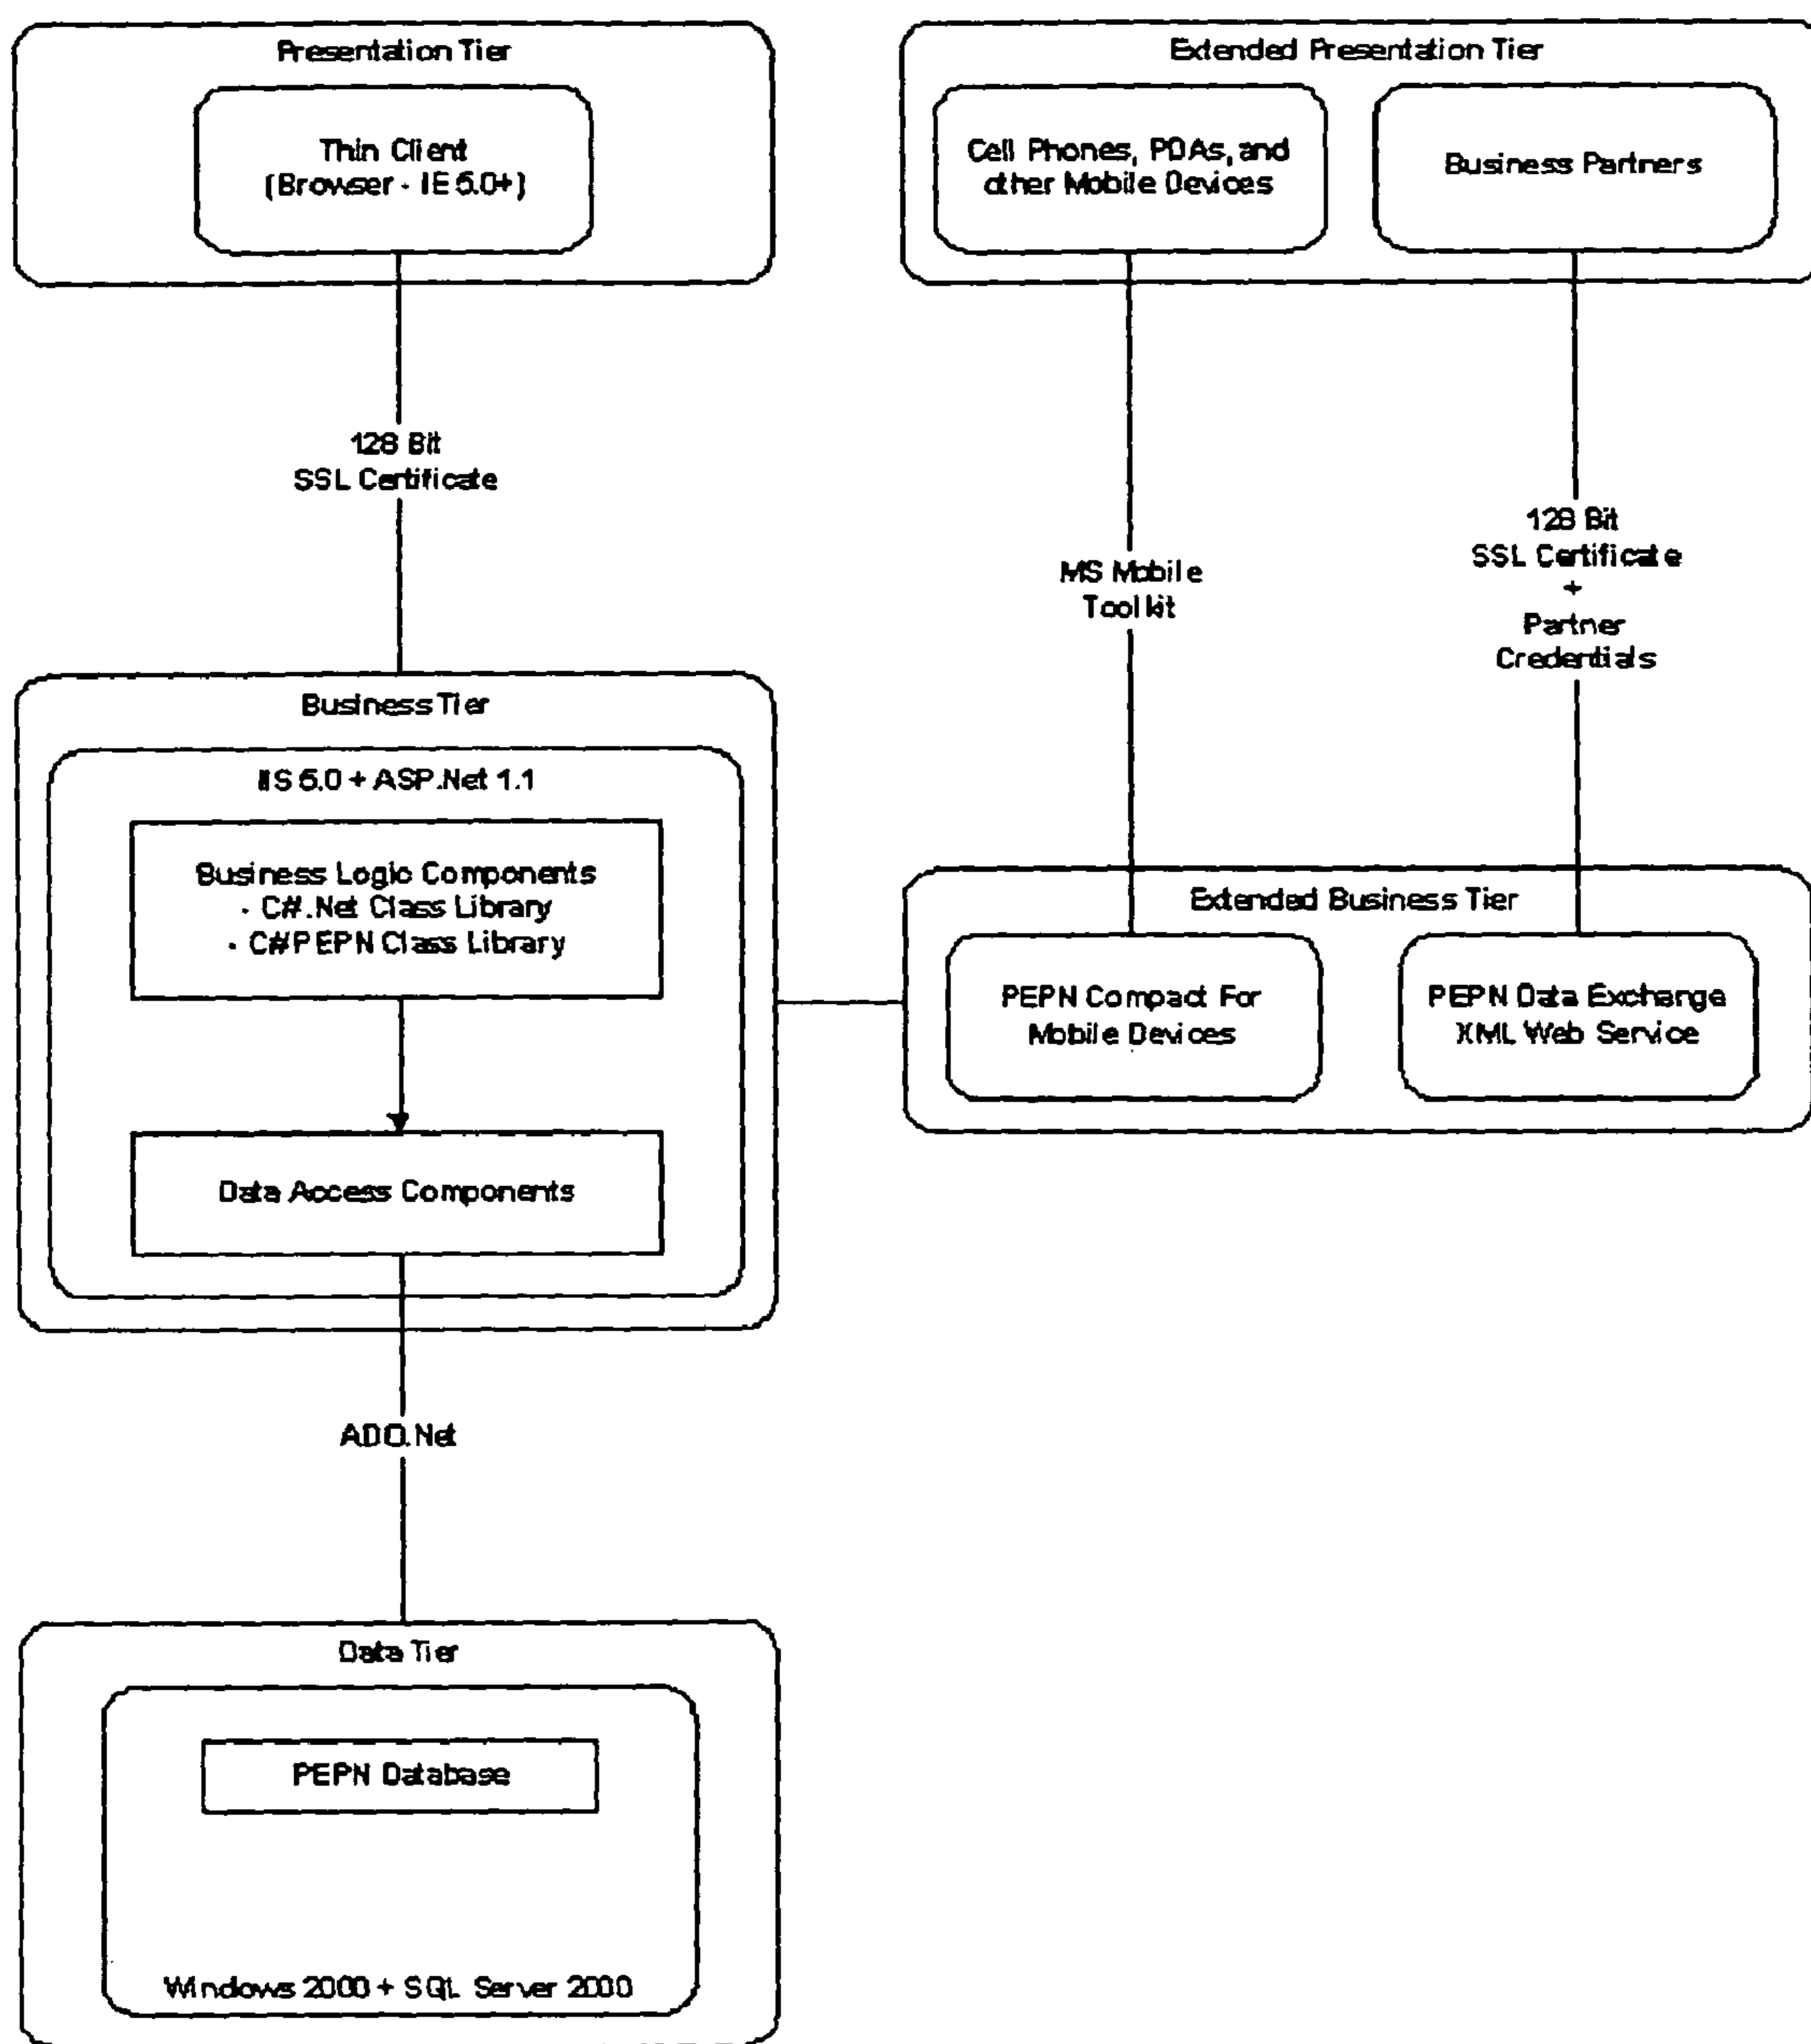 Presentation Tier
Thin Client
(Browser - IE 5.0+)
Extended Presentation Tier
Cell Phones, PDAs, and
other Mobile Devices
Business Partners
128 Bit
SSL Certificate
MS Mobile
Toolkit
128 Bit
SSL Certificate
+
Partner
Credentials
Business Tier
IIS 5.0 + ASP.Net 1.1
Business Logic Components
- C#.Net Class Library
- C# PEPN Class Library
Data Access Components
Extended Business Tier
PEPN Compact For
Mobile Devices
PEPN Data Exchange
XML Web Service
ADO.Net
Data Tier
PEPN Database
Windows 2000 + SQL Server 2000